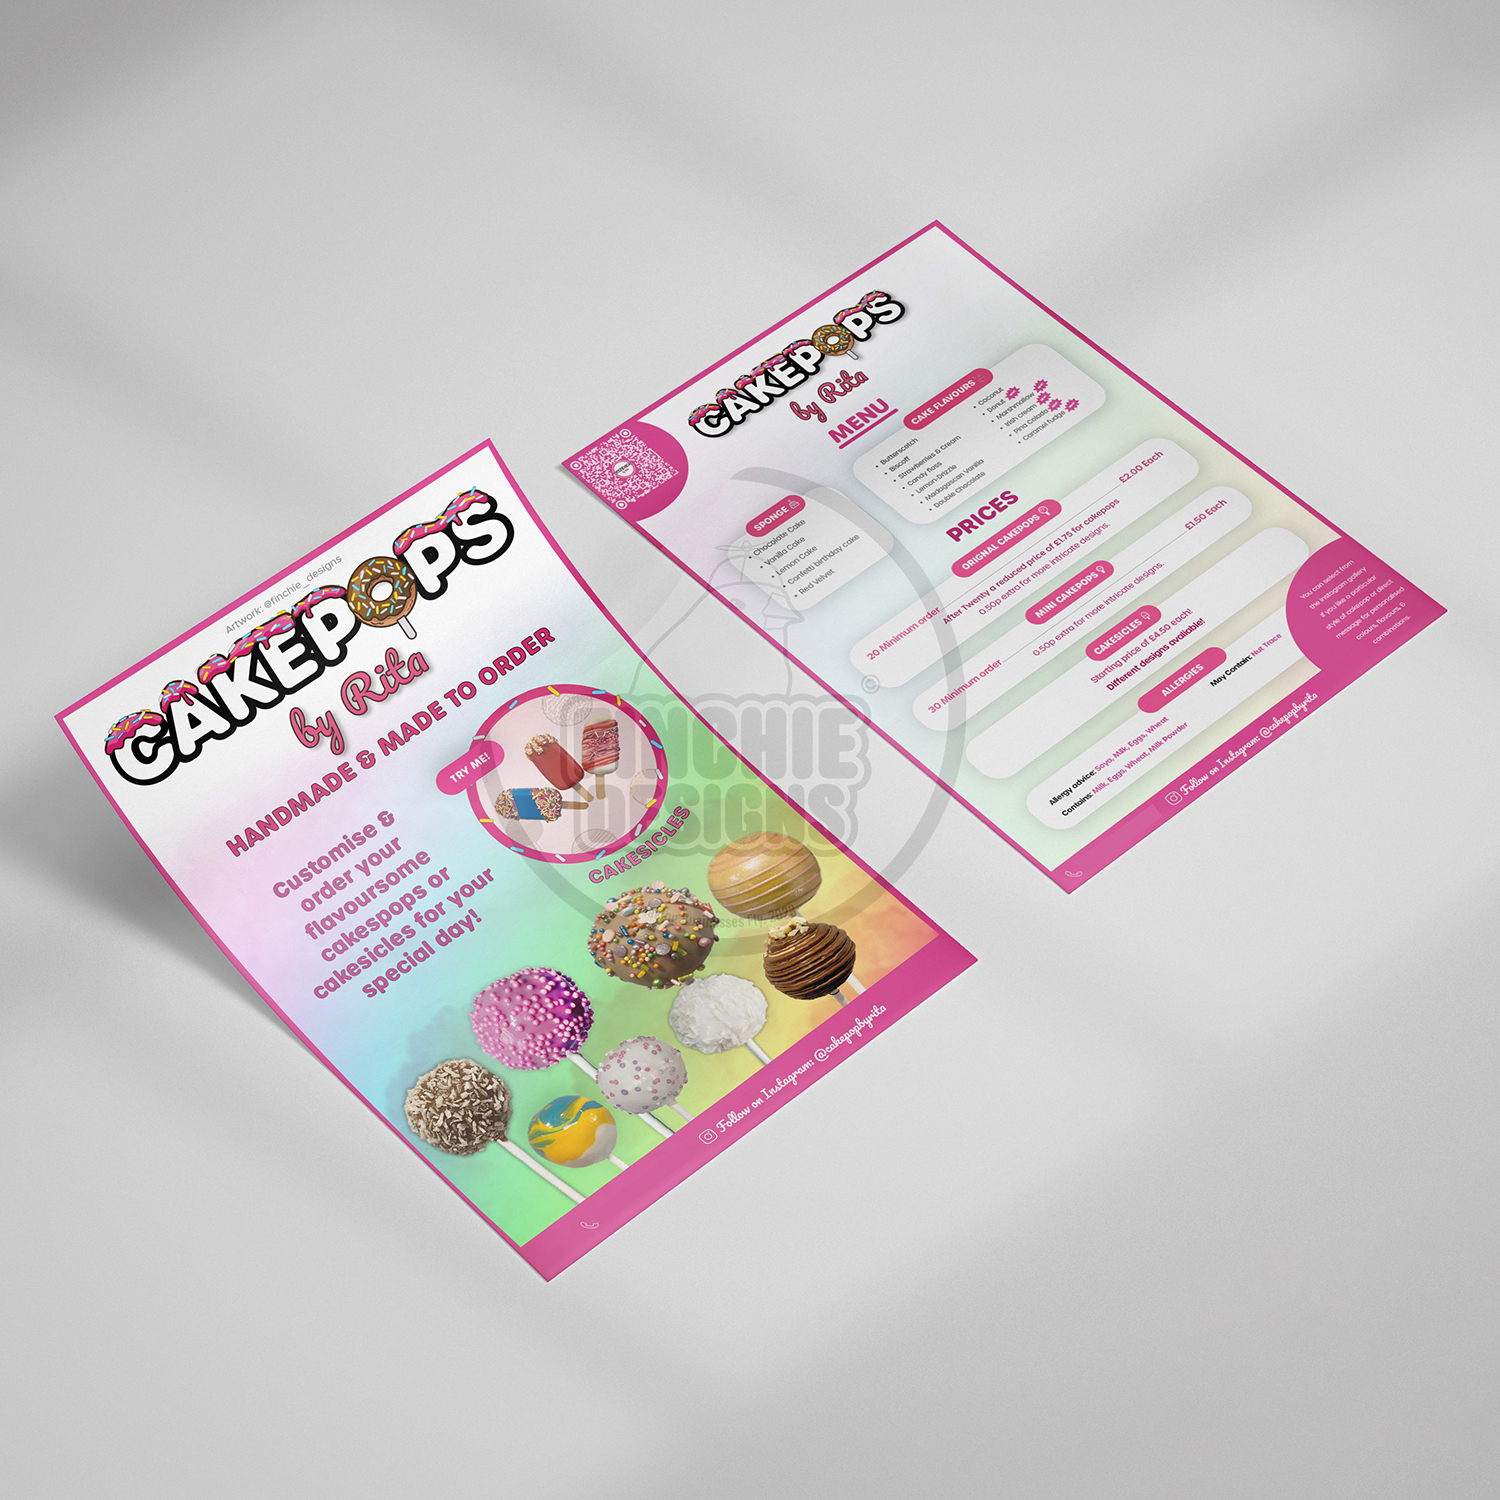 Artwork: @finchie_designs
CAKEPOPS
by Rita
HANDMADE & MADE TO ORDER
Customise &
order your
flavoursome
cakespops or
cakesicles for your
special day!
TRY ME!
CAKESICLES
Follow on Instagram: @cakepopbyrita
CAKEPOPS
by Rita
MENU
SPONGE
Chocolate Cake
Vanilla Cake
Lemon Cake
Confetti birthday cake
Red Velvet
CAKE FLAVOURS
Butterscotch
Biscoff
Strawberries & Cream
Candy floss
Lemon-Drizzle
Madagascan Vanilla
Double Chocolate
Coconut
Donut
Marshmallow
Irish cream
Pina Colada
Caramel fudge
PRICES
ORIGNAL CAKEPOPS
20 Minimum order £2.00 Each
After Twenty a reduced price of £1.75 for cakepops
0.50p extra for more intricate designs.
MINI CAKEPOPS
30 Minimum order £1.50 Each
0.50p extra for more intricate designs.
CAKESICLES
Starting price of £4.50 each!
Different designs available!
ALLERGIES
Allergy advice: Soya, Milk, Eggs, Wheat
Contains: Milk, Eggs, Wheat, Milk Powder
May Contain: Nut Trace
You can select from
the instagram gallery
if you like a particular
style of cakepop or direct
message for personalised
colours, flavours, &
combinations.
Follow on Instagram: @cakepopbyrita
FINCHIE
DESIGNS
©